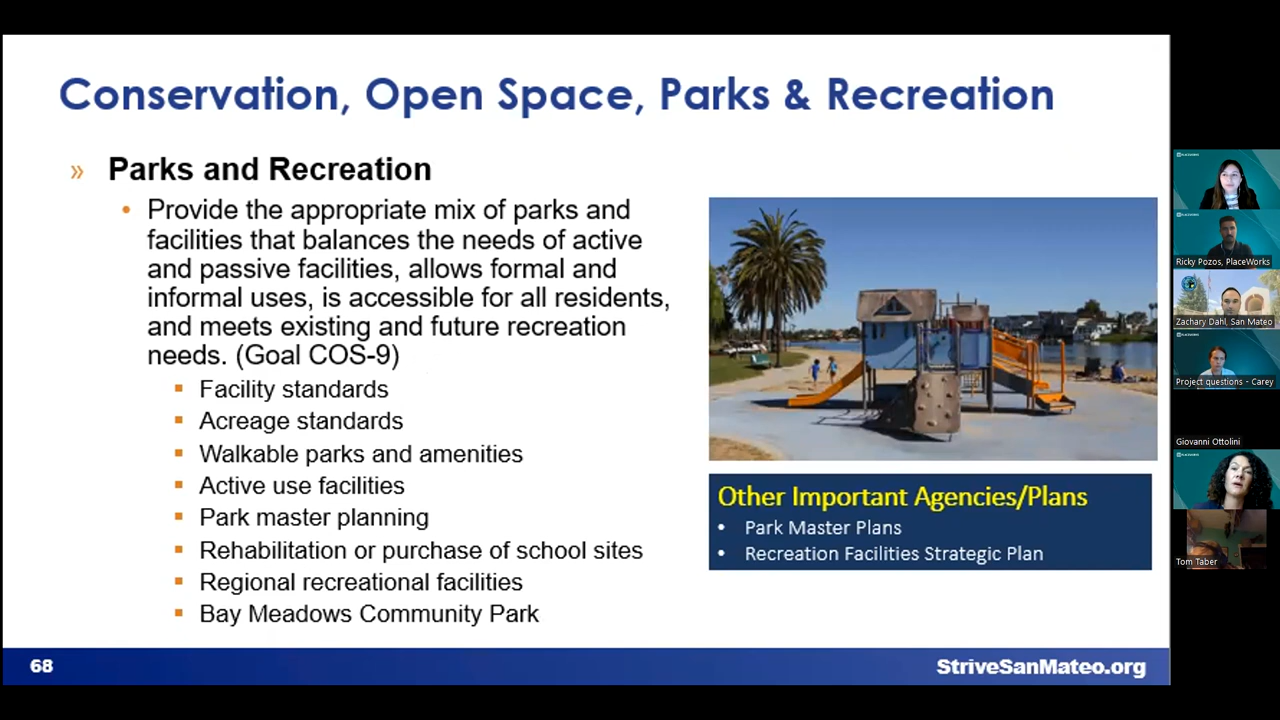 Conservation, Open Space, Parks & Recreation
» Parks and Recreation
• Provide the appropriate mix of parks and
facilities that balances the needs of active
and passive facilities, allows formal and
informal uses, is accessible for all residents,
and meets existing and future recreation
needs. (Goal COS-9)
▪ Facility standards
▪ Acreage standards
▪ Walkable parks and amenities
▪ Active use facilities
▪ Park master planning
▪ Rehabilitation or purchase of school sites
▪ Regional recreational facilities
▪ Bay Meadows Community Park
Other Important Agencies/Plans
• Park Master Plans
• Recreation Facilities Strategic Plan
68
StriveSanMateo.org
Ricky Pozos, PlaceWorks
Zachary Dahl, San Mateo
Project questions - Carey
Giovanni Ottolini
Tom Taber